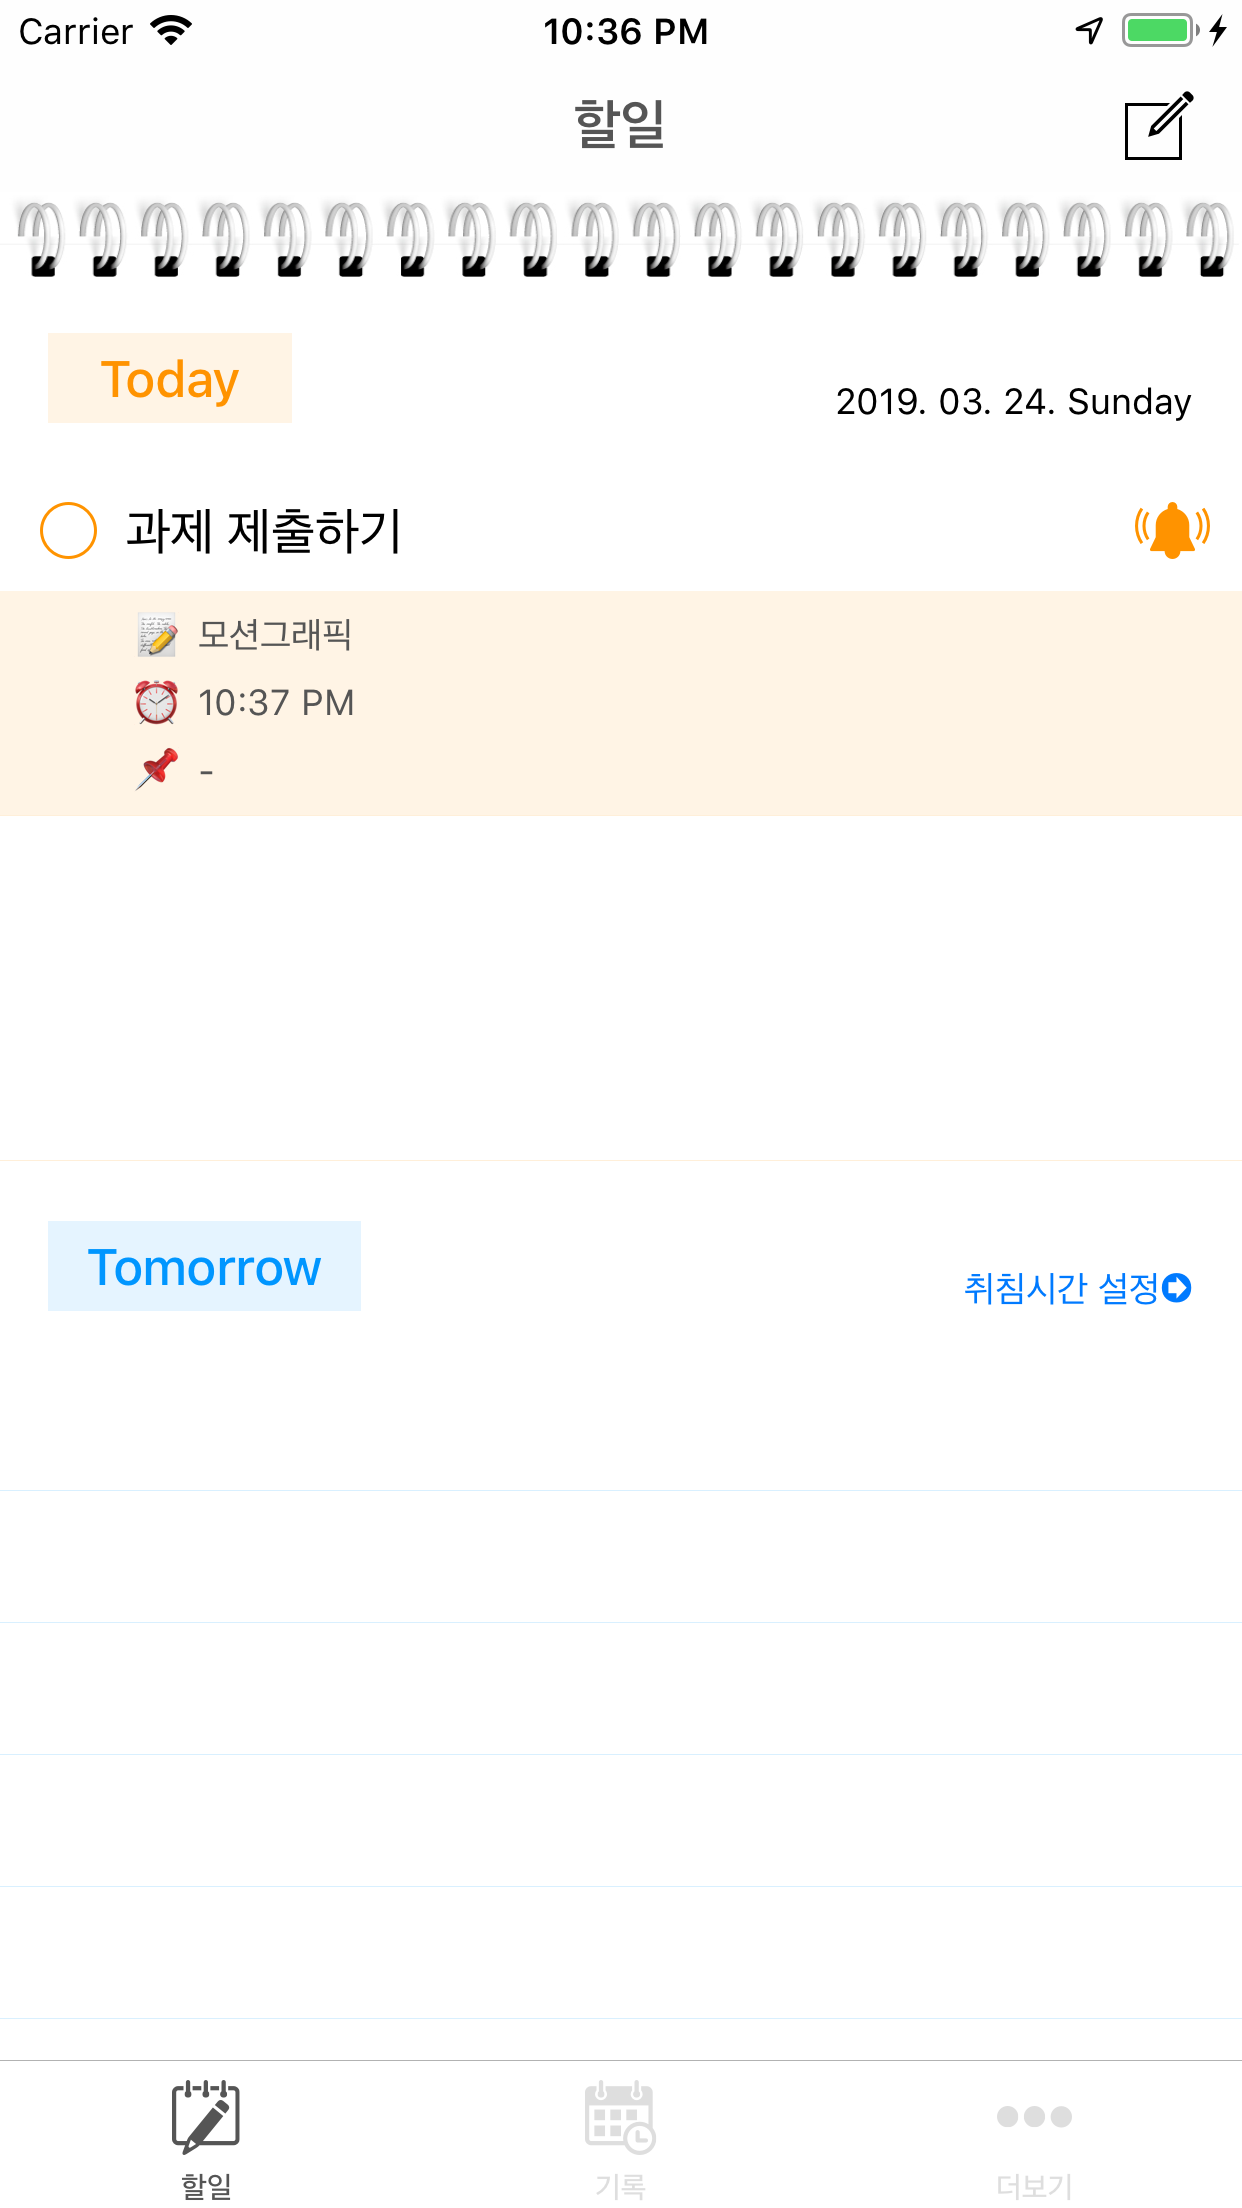 Carrier 10:36 PM
할일
Today
2019. 03. 24. Sunday
과제 제출하기
모션그래픽
10:37 PM
-
Tomorrow
취침시간 설정
할일 기록 더보기